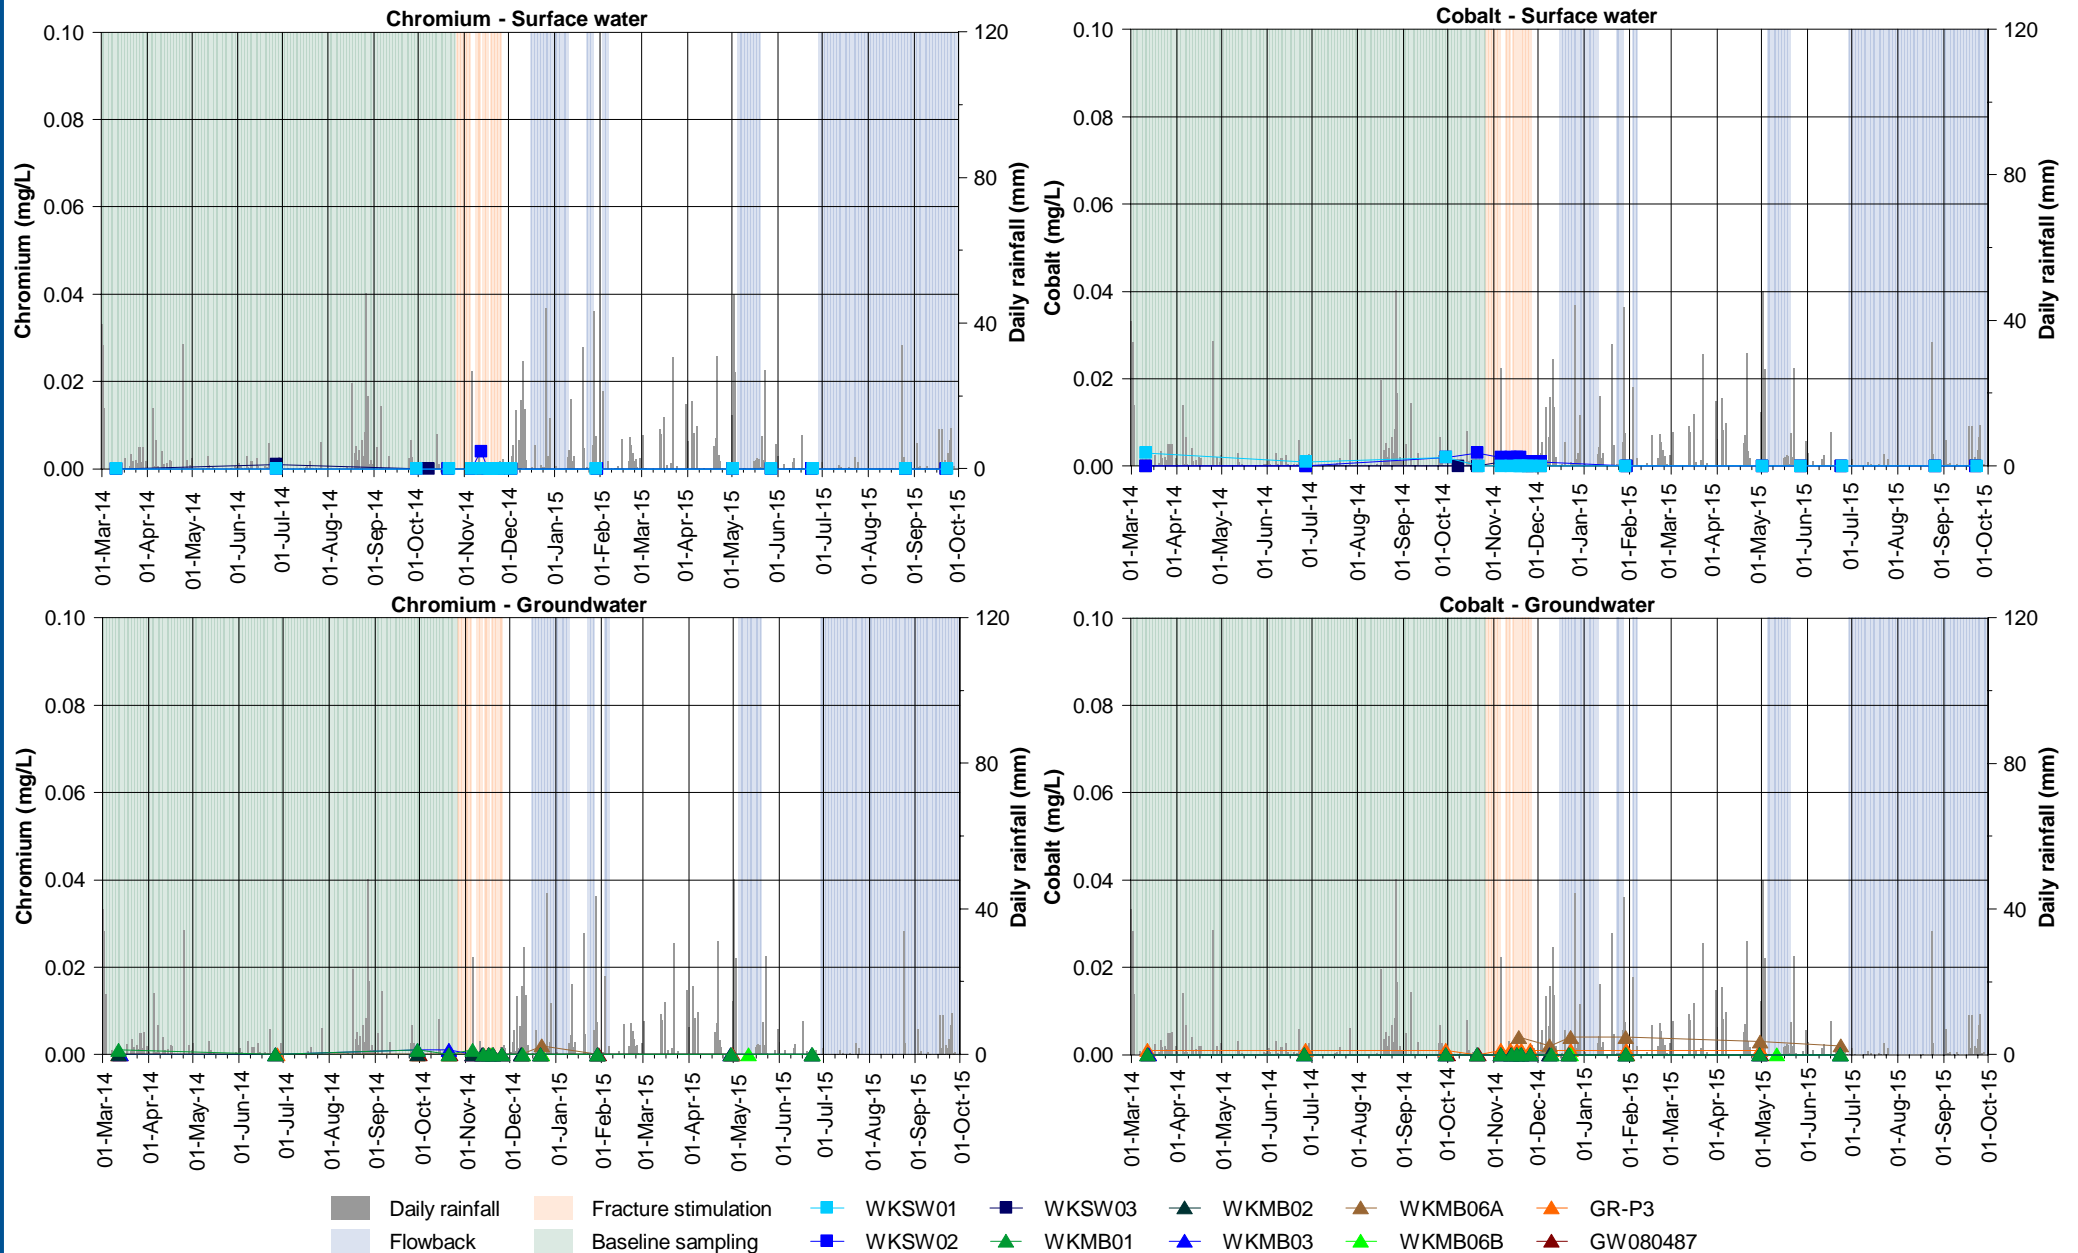 Chromium - Surface water
0.10
0.08
0.06
0.04
0.02
0.00
Chromium (mg/L)
120
80
40
0
Daily rainfall (mm)
01-Mar-14
01-Apr-14
01-May-14
01-Jun-14
01-Jul-14
01-Aug-14
01-Sep-14
01-Oct-14
01-Nov-14
01-Dec-14
01-Jan-15
01-Feb-15
01-Mar-15
01-Apr-15
01-May-15
01-Jun-15
01-Jul-15
01-Aug-15
01-Sep-15
01-Oct-15
Cobalt - Surface water
0.10
0.08
0.06
0.04
0.02
0.00
Cobalt (mg/L)
120
80
40
0
Daily rainfall (mm)
01-Mar-14
01-Apr-14
01-May-14
01-Jun-14
01-Jul-14
01-Aug-14
01-Sep-14
01-Oct-14
01-Nov-14
01-Dec-14
01-Jan-15
01-Feb-15
01-Mar-15
01-Apr-15
01-May-15
01-Jun-15
01-Jul-15
01-Aug-15
01-Sep-15
01-Oct-15
Chromium - Groundwater
0.10
0.08
0.06
0.04
0.02
0.00
Chromium (mg/L)
120
80
40
0
Daily rainfall (mm)
01-Mar-14
01-Apr-14
01-May-14
01-Jun-14
01-Jul-14
01-Aug-14
01-Sep-14
01-Oct-14
01-Nov-14
01-Dec-14
01-Jan-15
01-Feb-15
01-Mar-15
01-Apr-15
01-May-15
01-Jun-15
01-Jul-15
01-Aug-15
01-Sep-15
01-Oct-15
Cobalt - Groundwater
0.10
0.08
0.06
0.04
0.02
0.00
Cobalt (mg/L)
120
80
40
0
Daily rainfall (mm)
01-Mar-14
01-Apr-14
01-May-14
01-Jun-14
01-Jul-14
01-Aug-14
01-Sep-14
01-Oct-14
01-Nov-14
01-Dec-14
01-Jan-15
01-Feb-15
01-Mar-15
01-Apr-15
01-May-15
01-Jun-15
01-Jul-15
01-Aug-15
01-Sep-15
01-Oct-15
Daily rainfall Fracture stimulation WKSW01 WKSW03 WKMB02 WKMB06A GR-P3
Flowback Baseline sampling WKSW02 WKMB01 WKMB03 WKMB06B GW080487